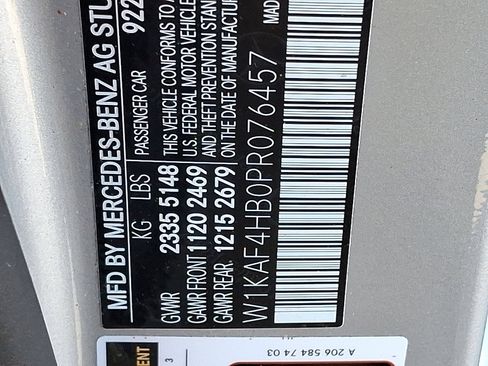 MFD BY MERCEDES-BENZ AG STU
KG LBS PASSENGER CAR 922
GVWR 2335 5148 THIS VEHICLE CONFORMS TO A
GAWR FRONT 1120 2469 U.S. FEDERAL MOTOR VEHICLE
GAWR REAR: 1215 2679 AND THEFT PREVENTION STAN
ON THE DATE OF MANUFACTUR
W1KAF4HB0PR076457
MAD
A 206 584 74 03
3